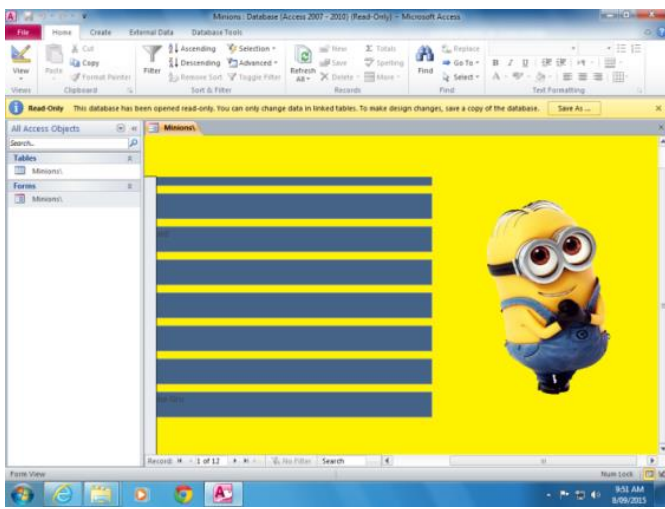 Minions : Database (Access 2007 - 2010) (Read-Only) - Microsoft Access
File Home Create External Data Database Tools
View
Paste
Cut
Copy
Format Painter
Filter
Ascending
Descending
Remove Sort
Selection
Advanced
Toggle Filter
Refresh All
New
Save
Delete
Totals
Spelling
More
Find
Replace
Go To
Select
B I U
Views Clipboard Sort & Filter Records Find Text Formatting
Read-Only This database has been opened read-only. You can only change data in linked tables. To make design changes, save a copy of the database. Save As ...
All Access Objects
Minions\
Search...
Tables
Minions\
Forms
Minions\
Record: 1 of 12 No Filter Search
Form View Num Lock
9:51 AM
8/09/2015